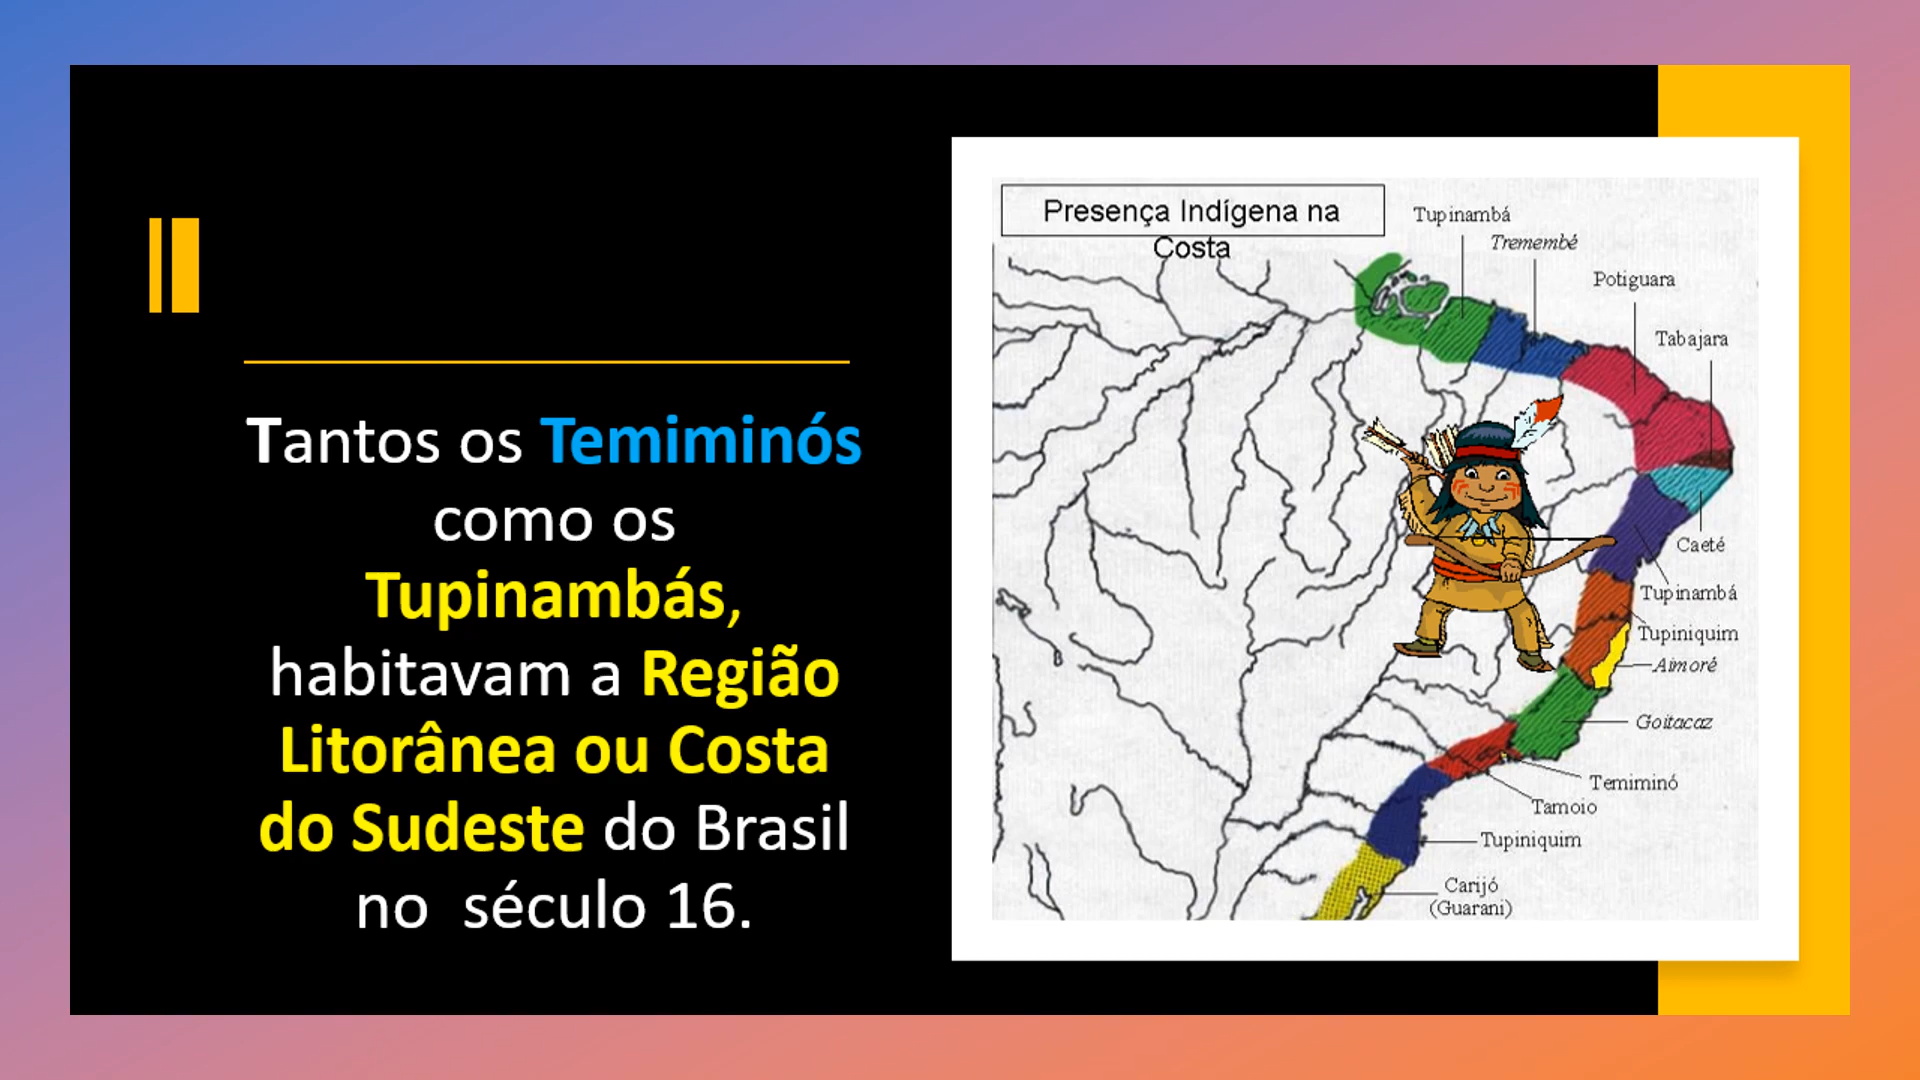 Tantos os Temiminós
como os
Tupinambás,
habitavam a Região
Litorânea ou Costa
do Sudeste do Brasil
no século 16.
Presença Indígena na
Costa
Tupinambá
Tremembé
Potiguara
Tabajara
Caeté
Tupinambá
Tupiniquim
Aimoré
Goitacaz
Temiminó
Tamoio
Tupiniquim
Carijó
(Guarani)